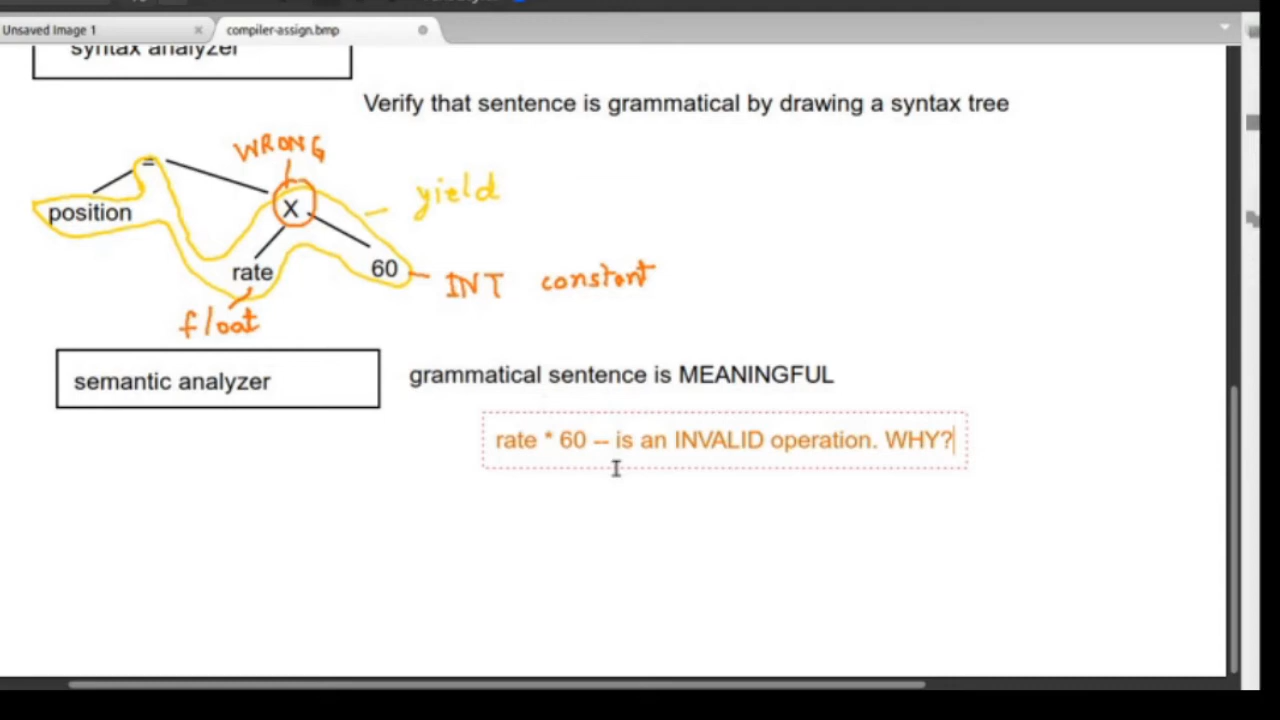 Unsaved Image 1
compiler-assign.bmp
syntax analyzer
Verify that sentence is grammatical by drawing a syntax tree
WRONG
=
yield
position
X
rate
60
INT constant
float
semantic analyzer
grammatical sentence is MEANINGFUL
rate * 60 -- is an INVALID operation. WHY?